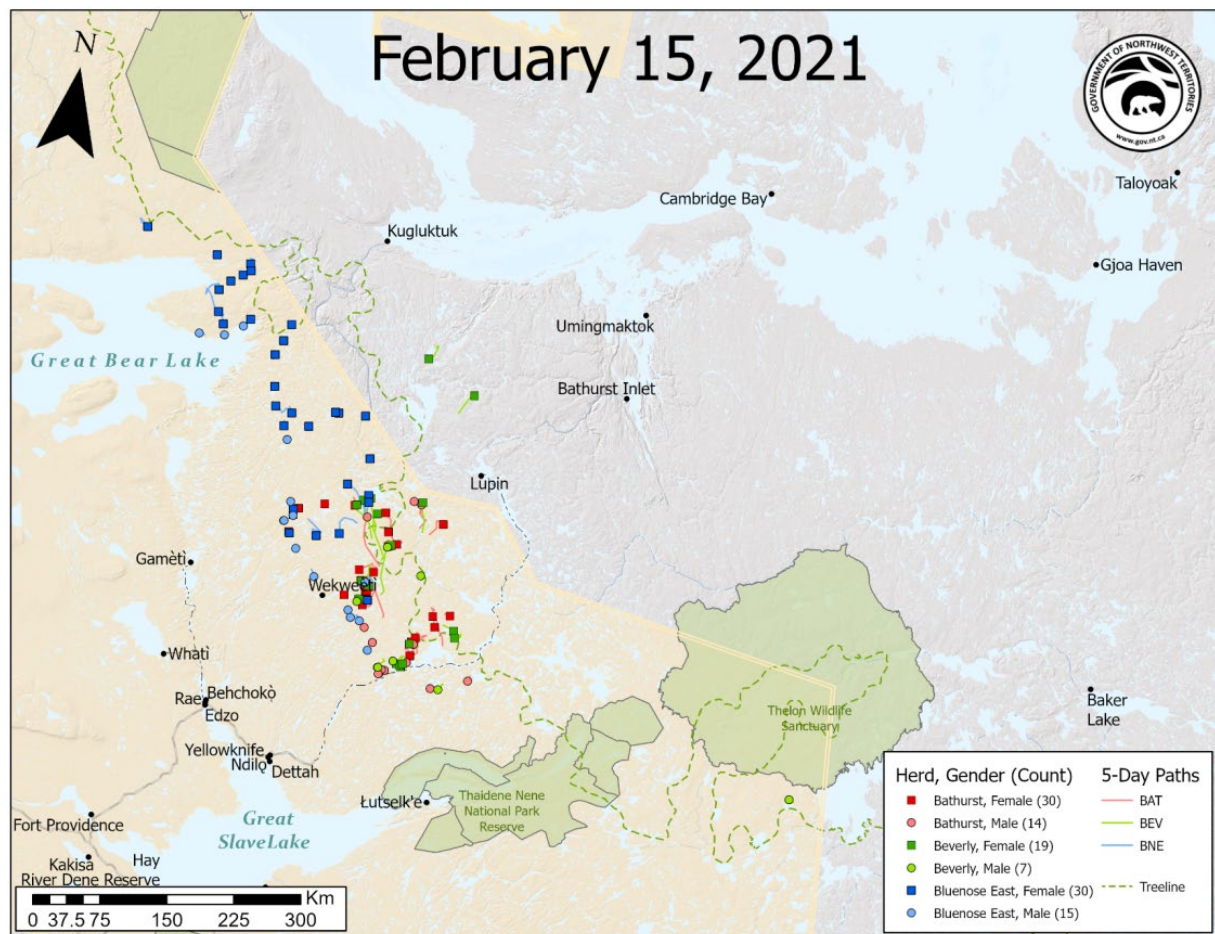 February 15, 2021
N
GOVERNMENT OF NORTHWEST TERRITORIES
www.gov.nt.ca
Taloyoak
Cambridge Bay
Kugluktuk
Gjoa Haven
Umingmaktok
Great Bear Lake
Bathurst Inlet
Lupin
Gamètì
Wekweètì
Whatì
Behchokǫ̀
Rae
Edzo
Baker
Lake
Thelon Wildlife
Sanctuary
Yellowknife
Ndilǫ
Dettah
Łutselk'e
Thaidene Nene
National Park
Reserve
Fort Providence
Great
Slave Lake
Kakisa
Hay
River Dene Reserve
0 37.5 75 150 225 300
Km
Herd, Gender (Count)
Bathurst, Female (30)
Bathurst, Male (14)
Beverly, Female (19)
Beverly, Male (7)
Bluenose East, Female (30)
Bluenose East, Male (15)
5-Day Paths
BAT
BEV
BNE
Treeline